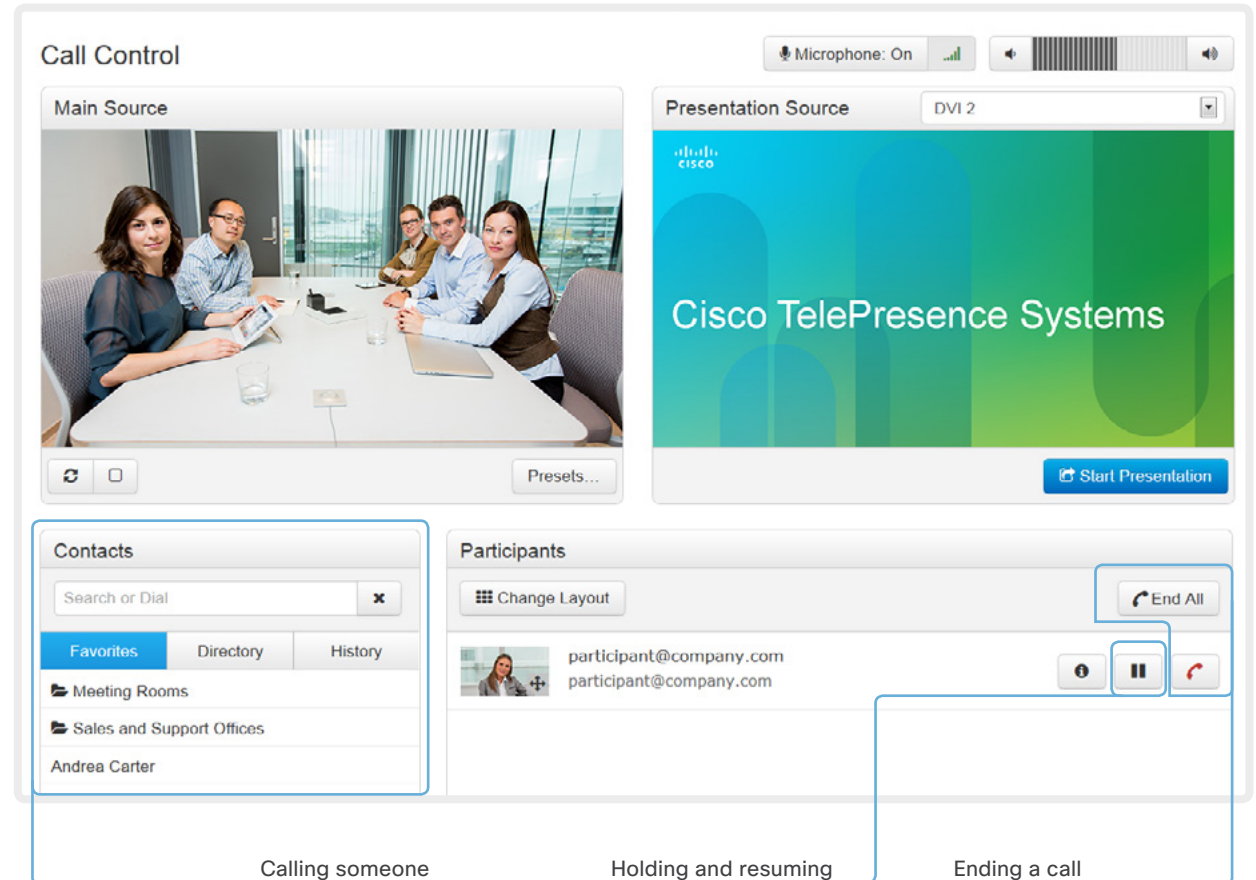 Call Control
Microphone: On
Main Source
Presentation Source
DVI 2
CISCO
Cisco TelePresence Systems
Presets...
Start Presentation
Contacts
Search or Dial
Favorites Directory History
Meeting Rooms
Sales and Support Offices
Andrea Carter
Participants
Change Layout
End All
participant@company.com
participant@company.com
Calling someone
Holding and resuming
Ending a call